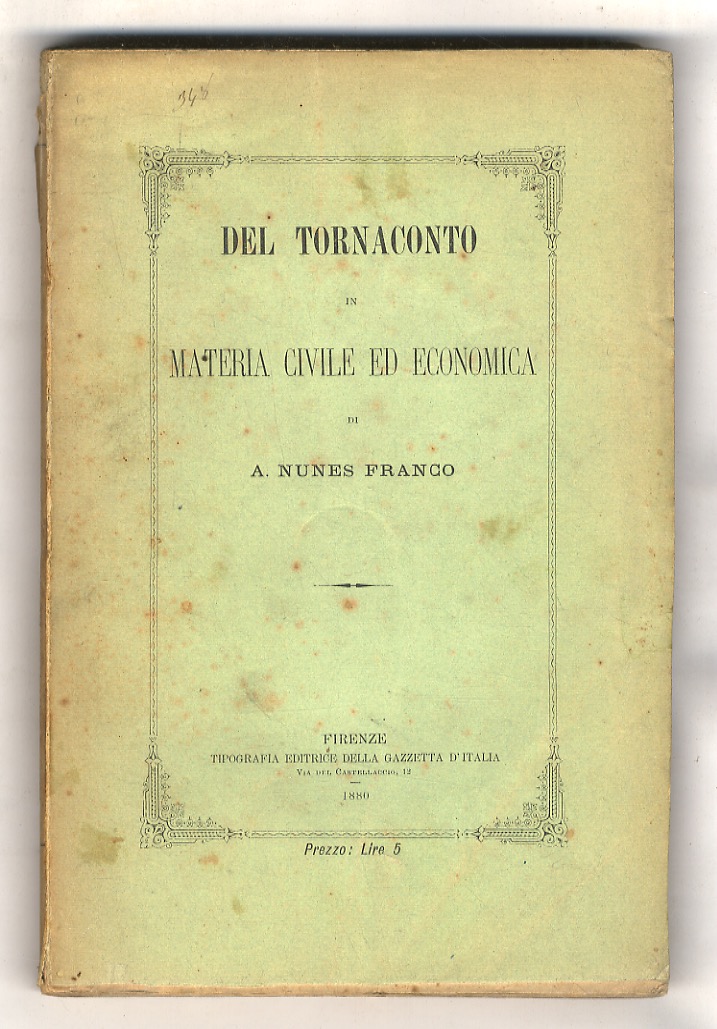 348
DEL TORNACONTO
IN
MATERIA CIVILE ED ECONOMICA
DI
A. NUNES FRANCO
FIRENZE
TIPOGRAFIA EDITRICE DELLA GAZZETTA D'ITALIA
VIA DEL CASTELLACCIO, 12
1880
Prezzo: Lire 5